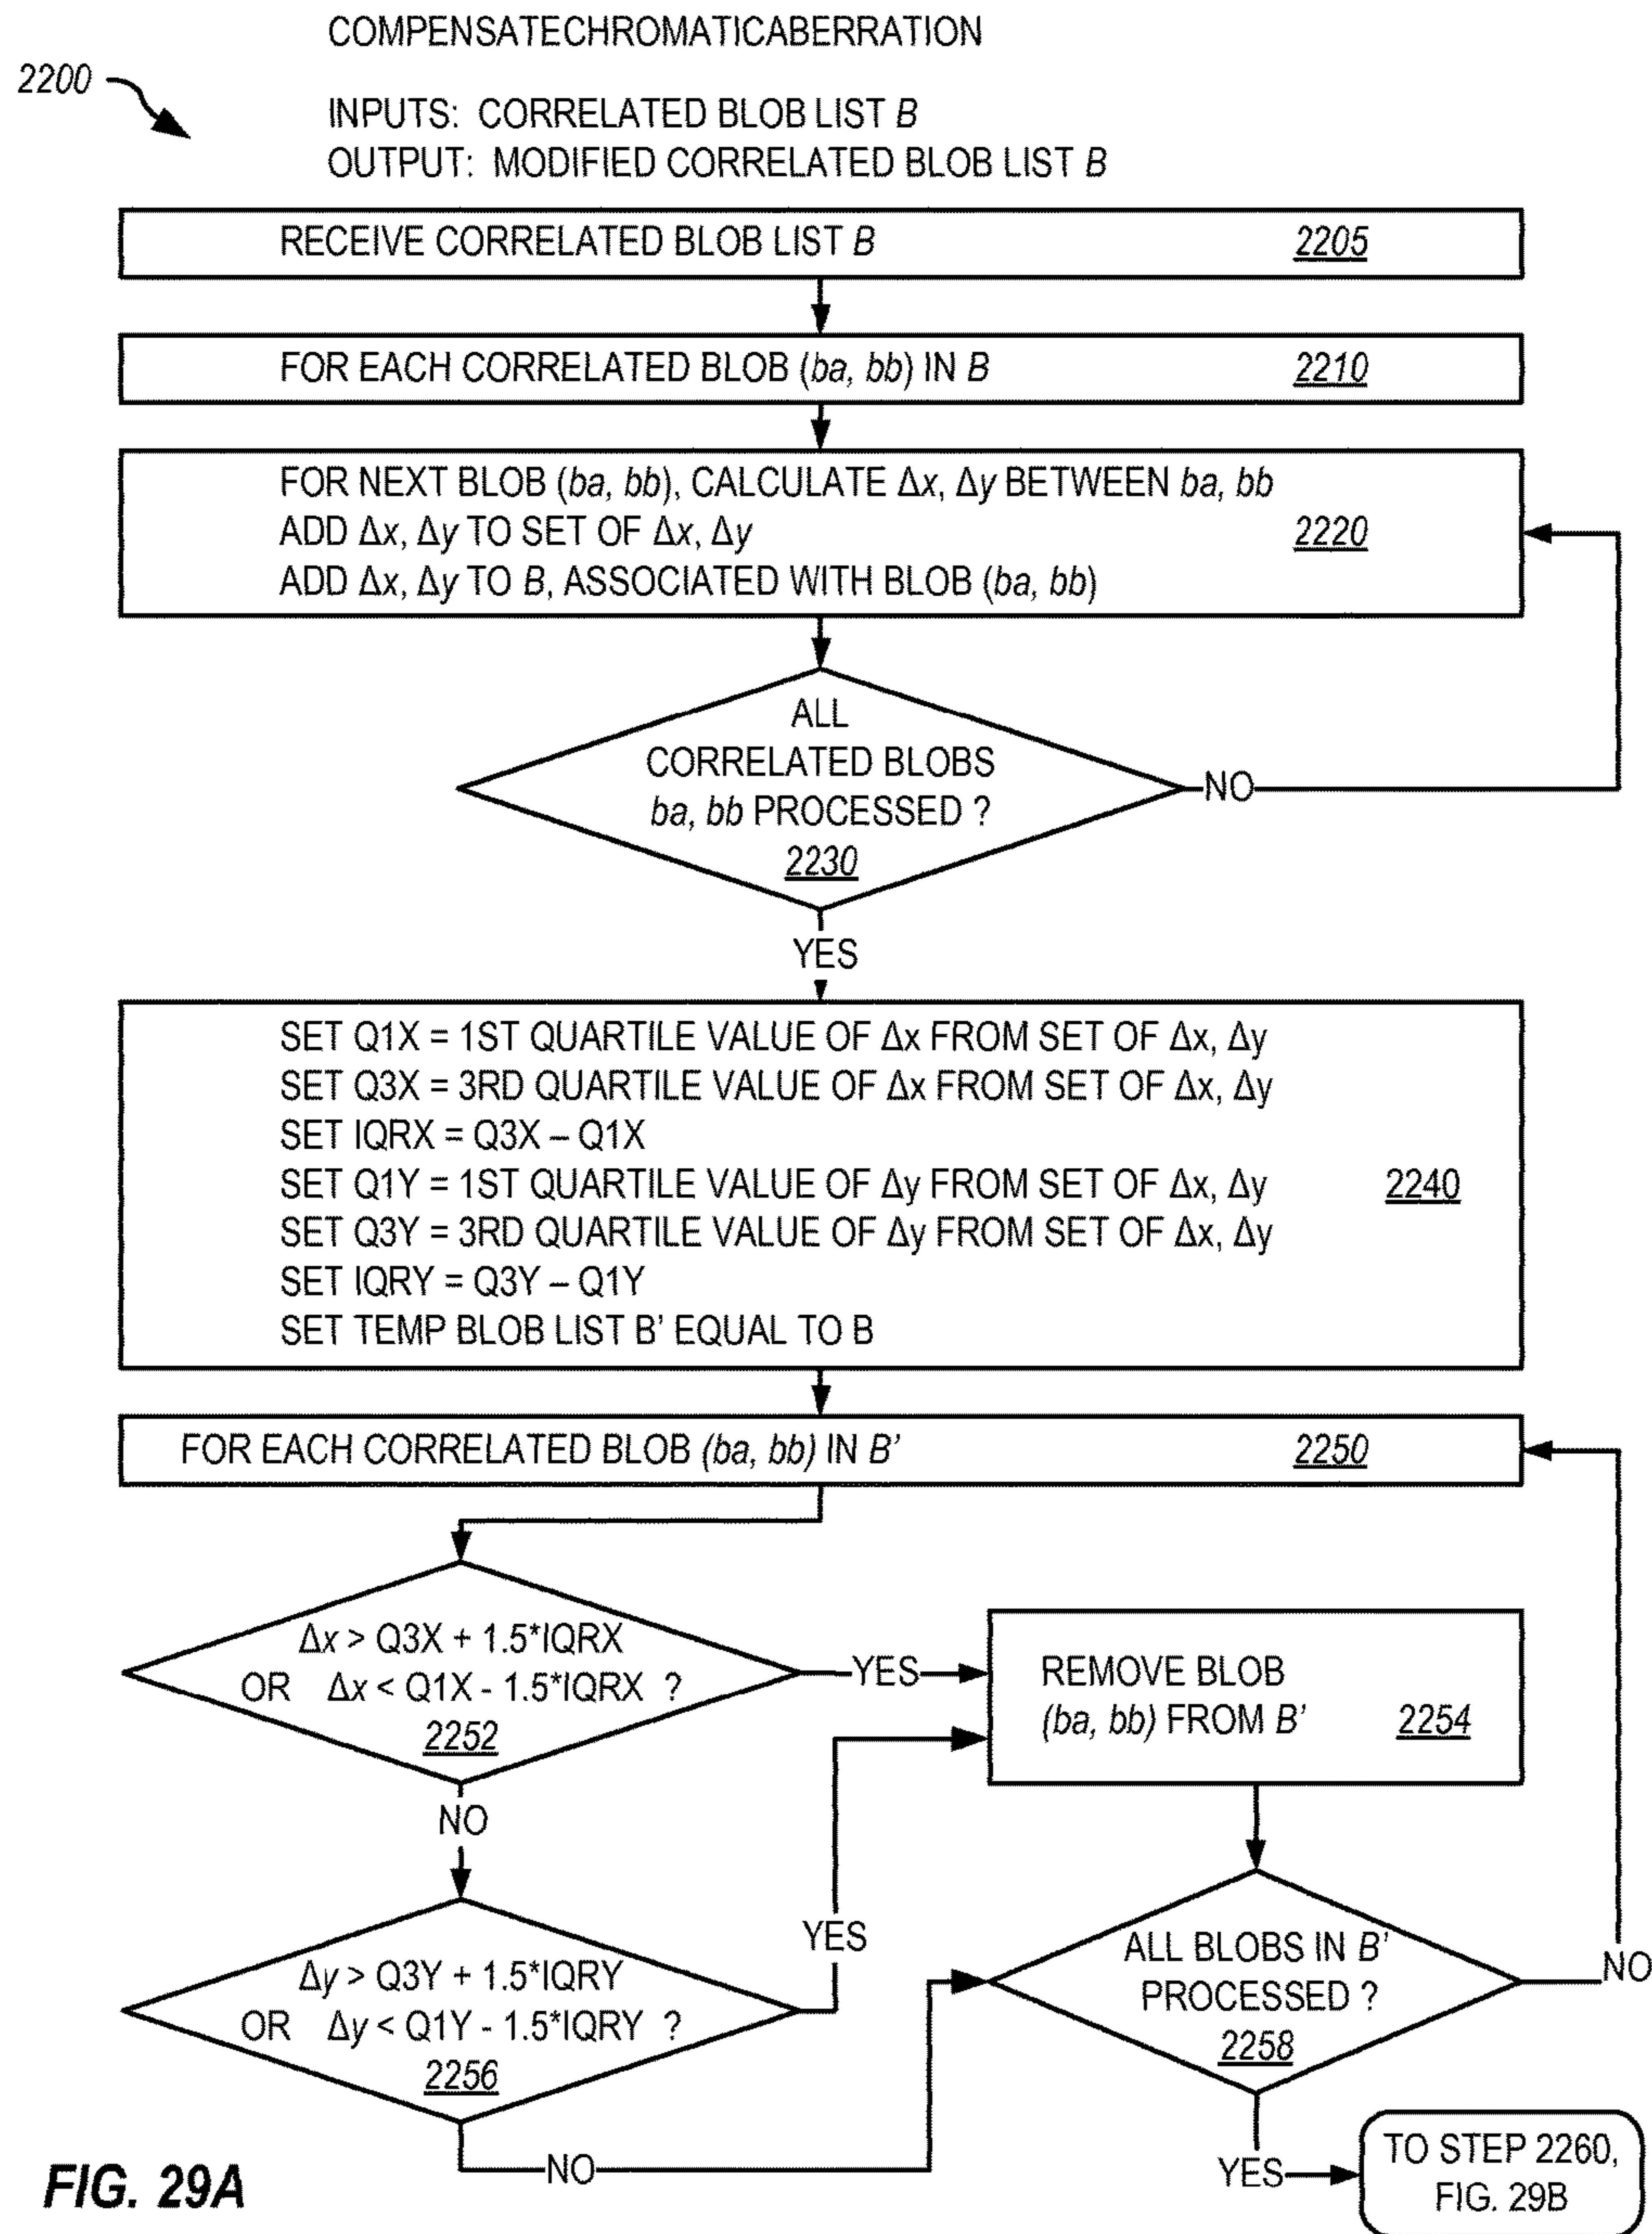 COMPENSATECHROMATICABERRATION
2200
INPUTS: CORRELATED BLOB LIST B
OUTPUT: MODIFIED CORRELATED BLOB LIST B
RECEIVE CORRELATED BLOB LIST B 2205
FOR EACH CORRELATED BLOB (ba, bb) IN B 2210
FOR NEXT BLOB (ba, bb), CALCULATE Δx, Δy BETWEEN ba, bb
ADD Δx, Δy TO SET OF Δx, Δy 2220
ADD Δx, Δy TO B, ASSOCIATED WITH BLOB (ba, bb)
ALL
CORRELATED BLOBS
ba, bb PROCESSED ?
2230
NO
YES
SET Q1X = 1ST QUARTILE VALUE OF Δx FROM SET OF Δx, Δy
SET Q3X = 3RD QUARTILE VALUE OF Δx FROM SET OF Δx, Δy
SET IQRX = Q3X – Q1X
SET Q1Y = 1ST QUARTILE VALUE OF Δy FROM SET OF Δx, Δy 2240
SET Q3Y = 3RD QUARTILE VALUE OF Δy FROM SET OF Δx, Δy
SET IQRY = Q3Y – Q1Y
SET TEMP BLOB LIST B' EQUAL TO B
FOR EACH CORRELATED BLOB (ba, bb) IN B' 2250
Δx > Q3X + 1.5*IQRX
OR Δx < Q1X - 1.5*IQRX ?
2252
YES
REMOVE BLOB
(ba, bb) FROM B' 2254
NO
Δy > Q3Y + 1.5*IQRY
OR Δy < Q1Y - 1.5*IQRY ?
2256
YES
NO
ALL BLOBS IN B'
PROCESSED ?
2258
NO
YES
TO STEP 2260,
FIG. 29B
FIG. 29A